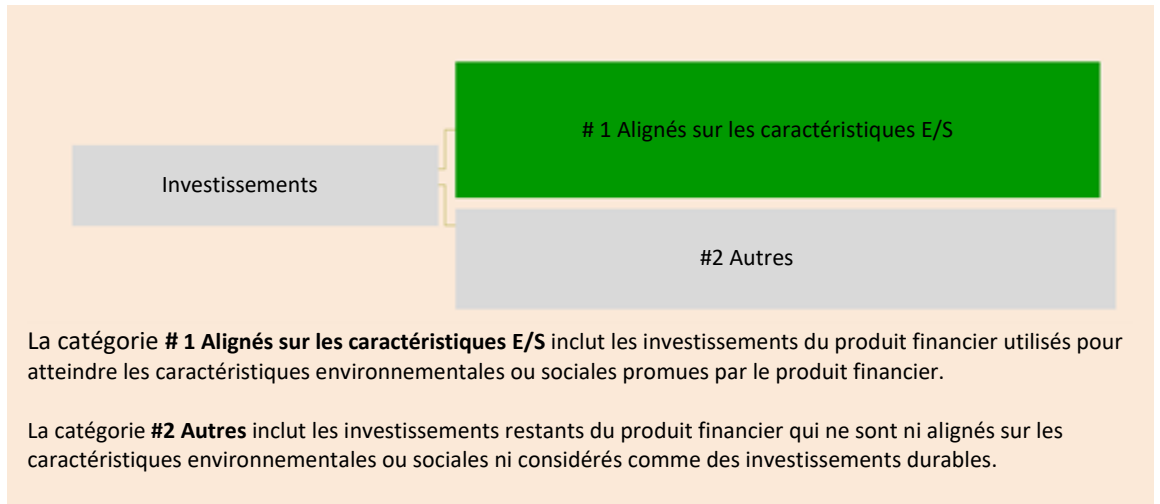 # 1 Alignés sur les caractéristiques E/S
Investissements
#2 Autres
La catégorie # 1 Alignés sur les caractéristiques E/S inclut les investissements du produit financier utilisés pour
atteindre les caractéristiques environnementales ou sociales promues par le produit financier.
La catégorie #2 Autres inclut les investissements restants du produit financier qui ne sont ni alignés sur les
caractéristiques environnementales ou sociales ni considérés comme des investissements durables.